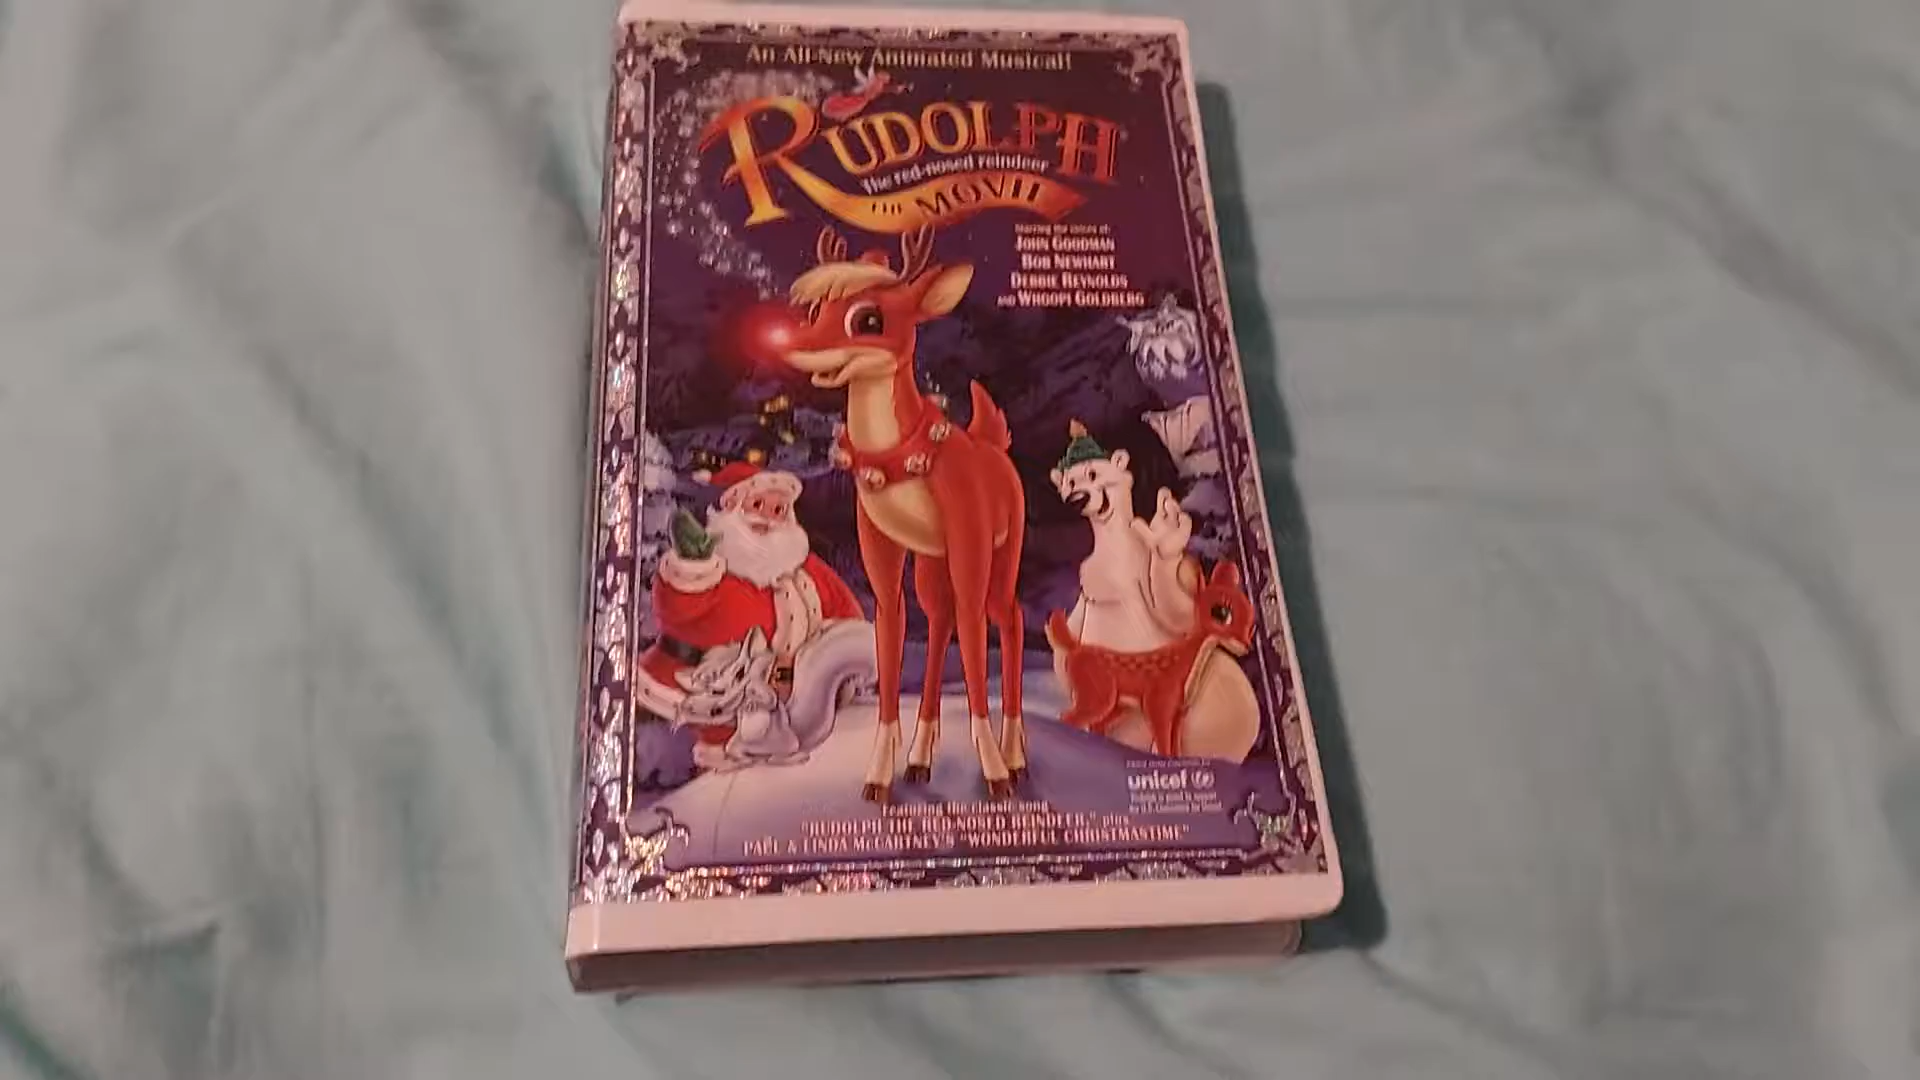 An All-New Animated Musical!
RUDOLPH
The red-nosed reindeer
THE MOVIE
Starring the voices of:
JOHN GOODMAN
BOB NEWHART
DEBBIE REYNOLDS
AND WHOOPI GOLDBERG
unicef
Featuring the classic song
"RUDOLPH THE RED-NOSED REINDEER," plus
PAUL & LINDA MCCARTNEY'S "WONDERFUL CHRISTMASTIME"